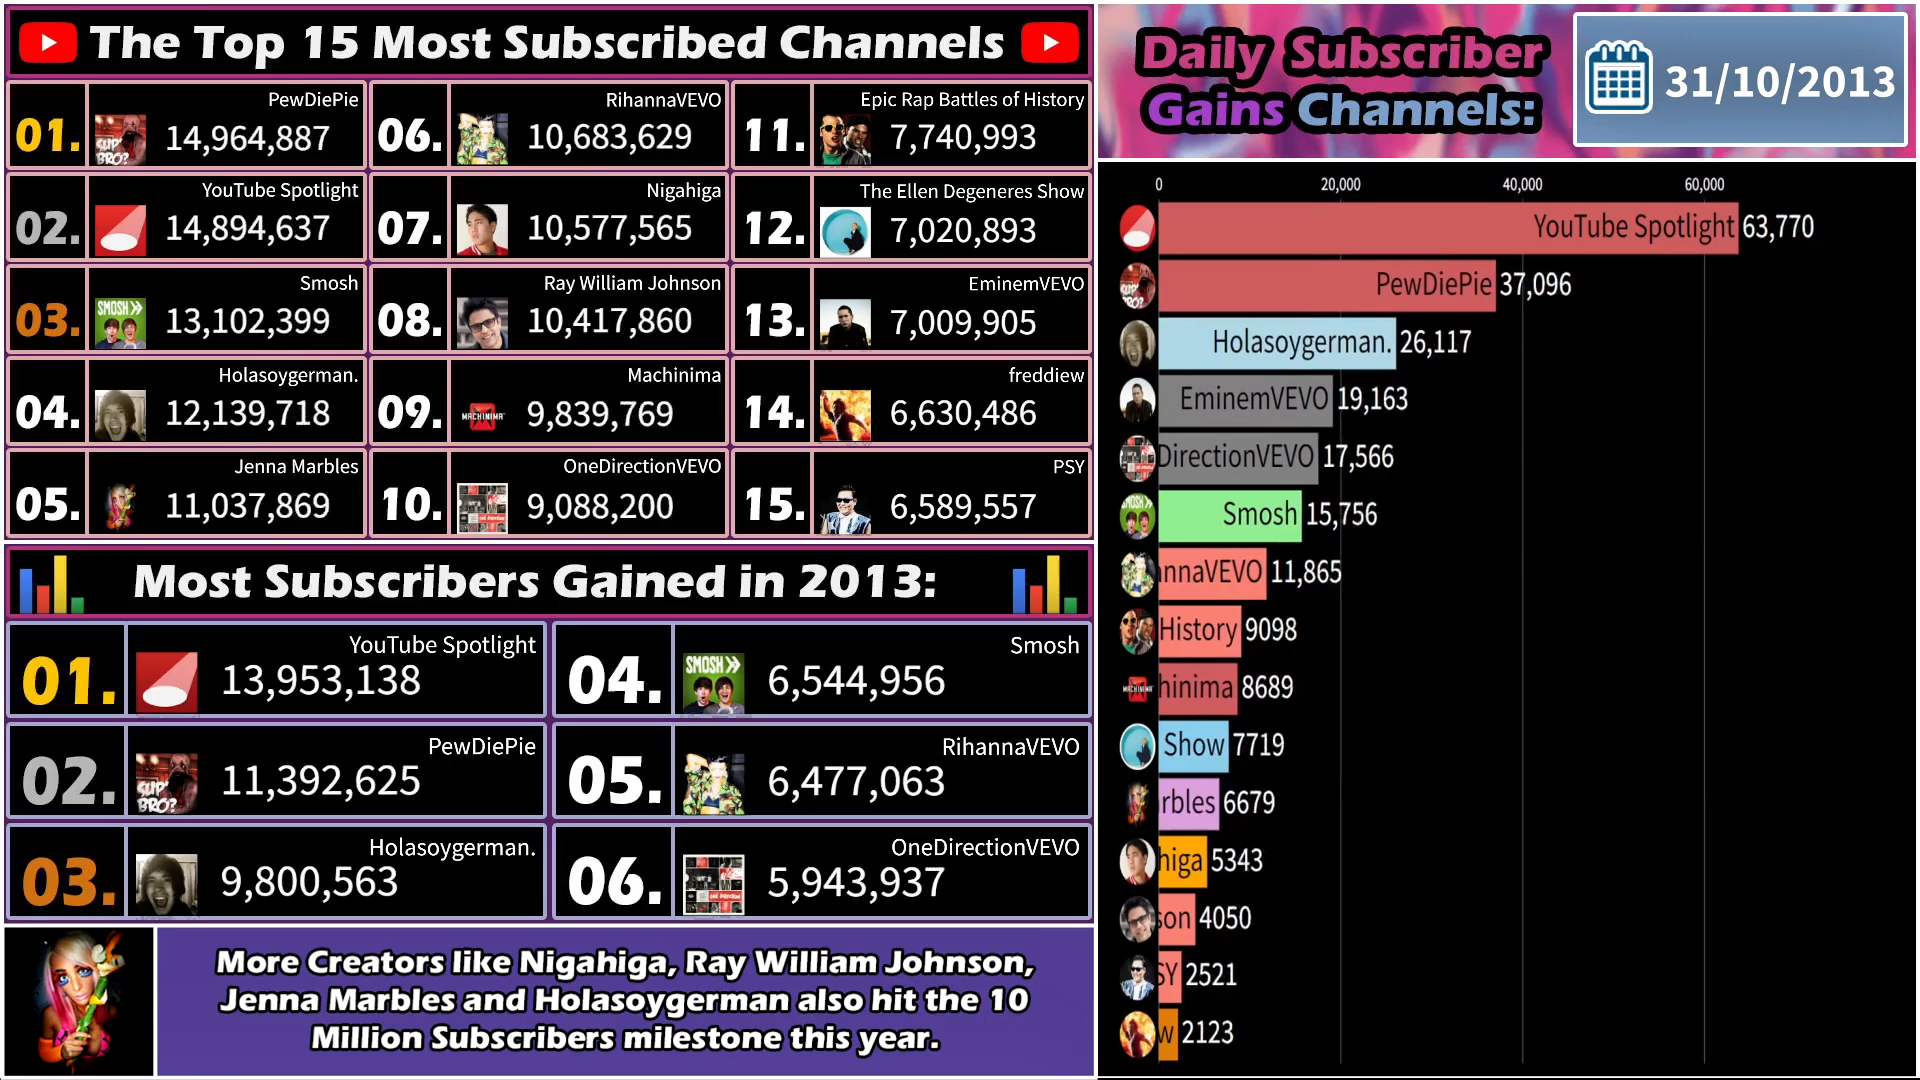 The Top 15 Most Subscribed Channels
01.
PewDiePie
14,964,887
02.
YouTube Spotlight
14,894,637
03.
Smosh
13,102,399
04.
Holasoygerman.
12,139,718
05.
Jenna Marbles
11,037,869
06.
RihannaVEVO
10,683,629
07.
Nigahiga
10,577,565
08.
Ray William Johnson
10,417,860
09.
Machinima
MACHINIMA
9,839,769
10.
OneDirectionVEVO
9,088,200
11.
Epic Rap Battles of History
7,740,993
12.
The Ellen Degeneres Show
7,020,893
13.
EminemVEVO
7,009,905
14.
freddiew
6,630,486
15.
PSY
6,589,557
SUP'
BRO?
SMOSH
Most Subscribers Gained in 2013:
01.
YouTube Spotlight
13,953,138
02.
PewDiePie
SUP'
BRO?
11,392,625
03.
Holasoygerman.
9,800,563
04.
Smosh
SMOSH
6,544,956
05.
RihannaVEVO
6,477,063
06.
OneDirectionVEVO
5,943,937
More Creators like Nigahiga, Ray William Johnson,
Jenna Marbles and Holasoygerman also hit the 10
Million Subscribers milestone this year.
Daily Subscriber
Gains Channels:
31/10/2013
0 20,000 40,000 60,000
YouTube Spotlight 63,770
PewDiePie 37,096
Holasoygerman. 26,117
EminemVEVO 19,163
DirectionVEVO 17,566
Smosh 15,756
nnaVEVO 11,865
History 9098
hinima 8689
Show 7719
rbles 6679
higa 5343
son 4050
SY 2521
w 2123